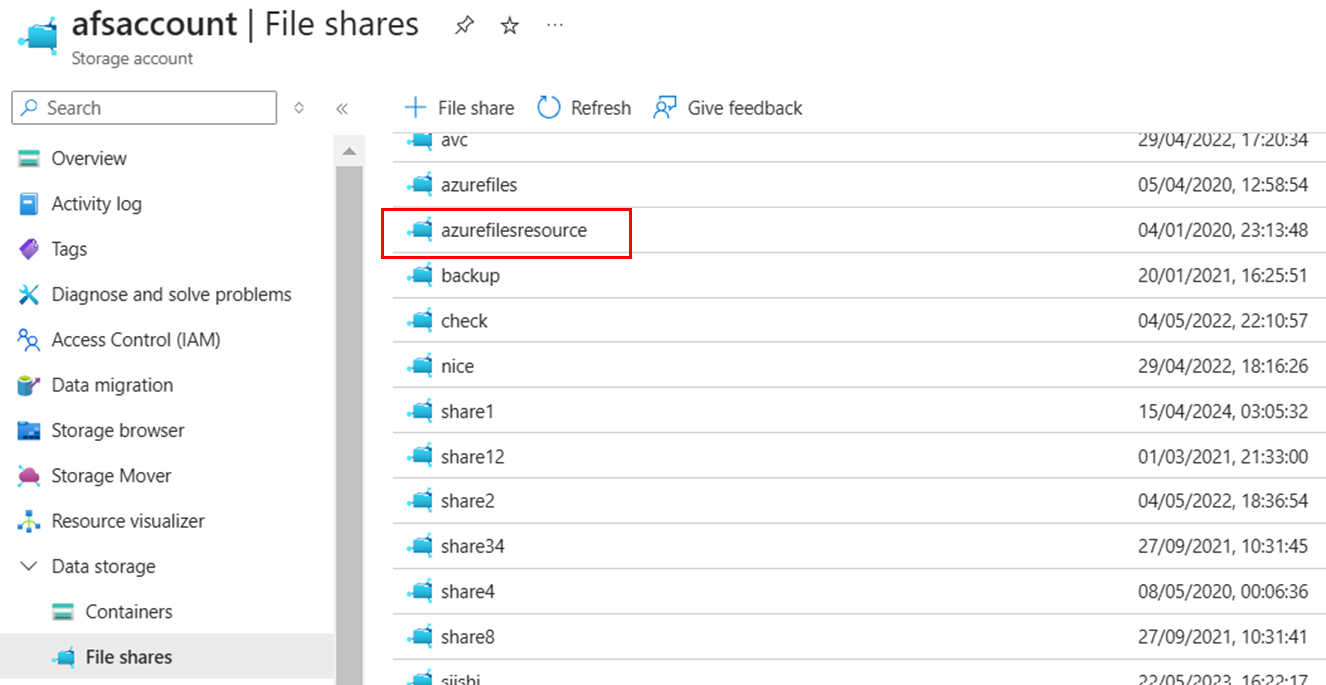 afsaccount | File shares
Storage account
Search
Overview
Activity log
Tags
Diagnose and solve problems
Access Control (IAM)
Data migration
Storage browser
Storage Mover
Resource visualizer
Data storage
Containers
File shares
File share Refresh Give feedback
avc 29/04/2022, 17:20:34
azurefiles 05/04/2020, 12:58:54
azurefilesresource 04/01/2020, 23:13:48
backup 20/01/2021, 16:25:51
check 04/05/2022, 22:10:57
nice 29/04/2022, 18:16:26
share1 15/04/2024, 03:05:32
share12 01/03/2021, 21:33:00
share2 04/05/2022, 18:36:54
share34 27/09/2021, 10:31:45
share4 08/05/2020, 00:06:36
share8 27/09/2021, 10:31:41
22/05/2023, 16:22:17